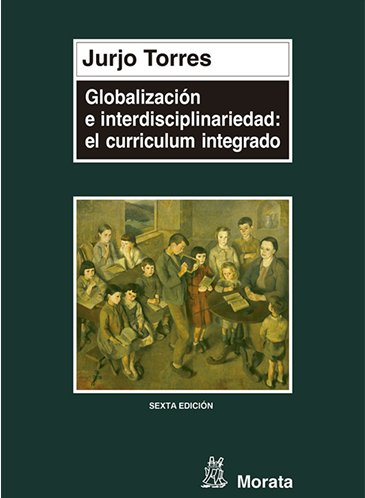 Jurjo Torres
Globalización
e interdisciplinariedad:
el curriculum integrado
SEXTA EDICIÓN
Morata